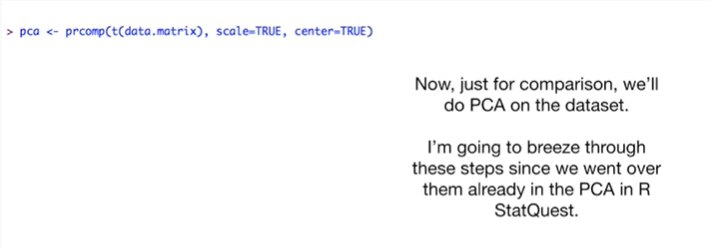 > pca <- prcomp(t(data.matrix), scale=TRUE, center=TRUE)
Now, just for comparison, we'll
do PCA on the dataset.
I'm going to breeze through
these steps since we went over
them already in the PCA in R
StatQuest.